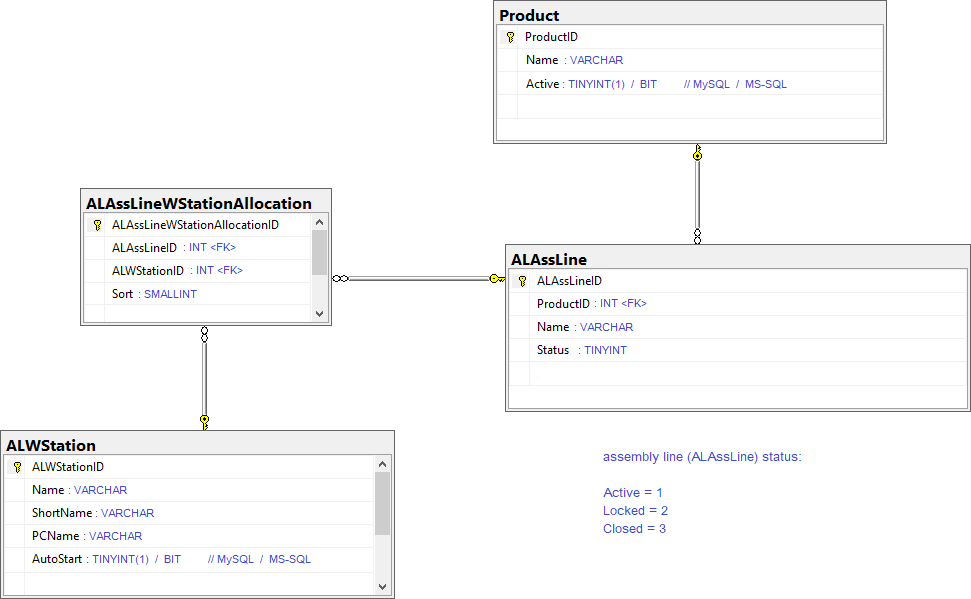 Product
ProductID
Name : VARCHAR
Active : TINYINT(1) / BIT // MySQL / MS-SQL
ALAssLineWStationAllocation
ALAssLineWStationAllocationID
ALAssLineID : INT <FK>
ALWStationID : INT <FK>
Sort : SMALLINT
ALAssLine
ALAssLineID
ProductID : INT <FK>
Name : VARCHAR
Status : TINYINT
ALWStation
ALWStationID
Name : VARCHAR
ShortName : VARCHAR
PCName : VARCHAR
AutoStart : TINYINT(1) / BIT // MySQL / MS-SQL
assembly line (ALAssLine) status:
Active = 1
Locked = 2
Closed = 3